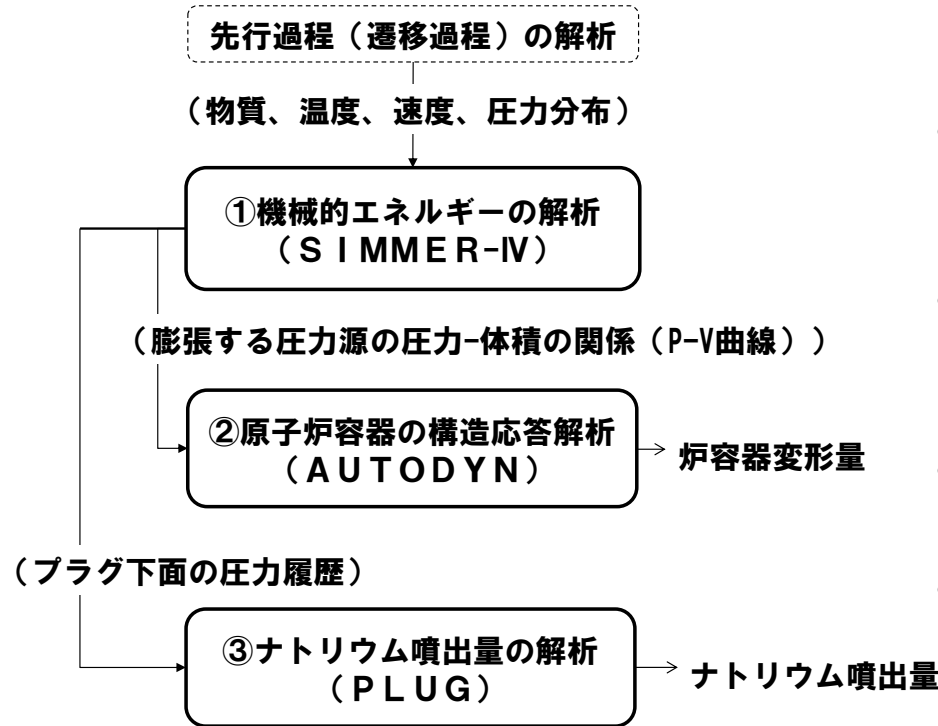 先行過程（遷移過程）の解析
（物質、温度、速度、圧力分布）
①機械的エネルギーの解析
（ＳＩＭＭＥＲ-Ⅳ）
（膨張する圧力源の圧力-体積の関係（P-V曲線））
②原子炉容器の構造応答解析
（ＡＵＴＯＤＹＮ）
炉容器変形量
（プラグ下面の圧力履歴）
③ナトリウム噴出量の解析
（ＰＬＵＧ）
ナトリウム噴出量